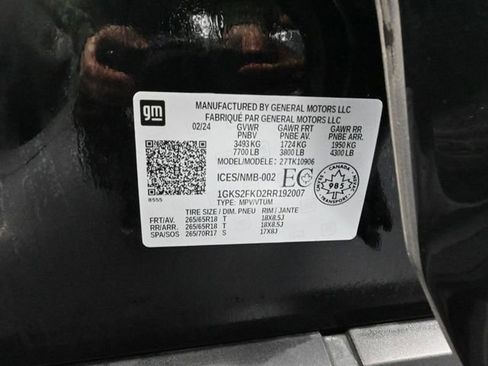 gm
MANUFACTURED BY GENERAL MOTORS LLC
FABRIQUÉ PAR GENERAL MOTORS LLC
02/24 GVWR GAWR FRT GAWR RR
PNBV PNBE AV. PNBE ARR.
3493 KG 1724 KG 1950 KG
7700 LB 3800 LB 4300 LB
MODEL/MODELE: 27TK10906
ICES/NMB-002 EC
CANADA
985
8555
1GKS2FKD2RR192007
TYPE: MPV/VTUM
TIRE SIZE / DIM. PNEU RIM / JANTE
FRT/AV. 265/65R18 T 18X8.5J
RR/ARR. 265/65R18 T 18X8.5J
SPA/SOS 265/70R17 S 17X8J